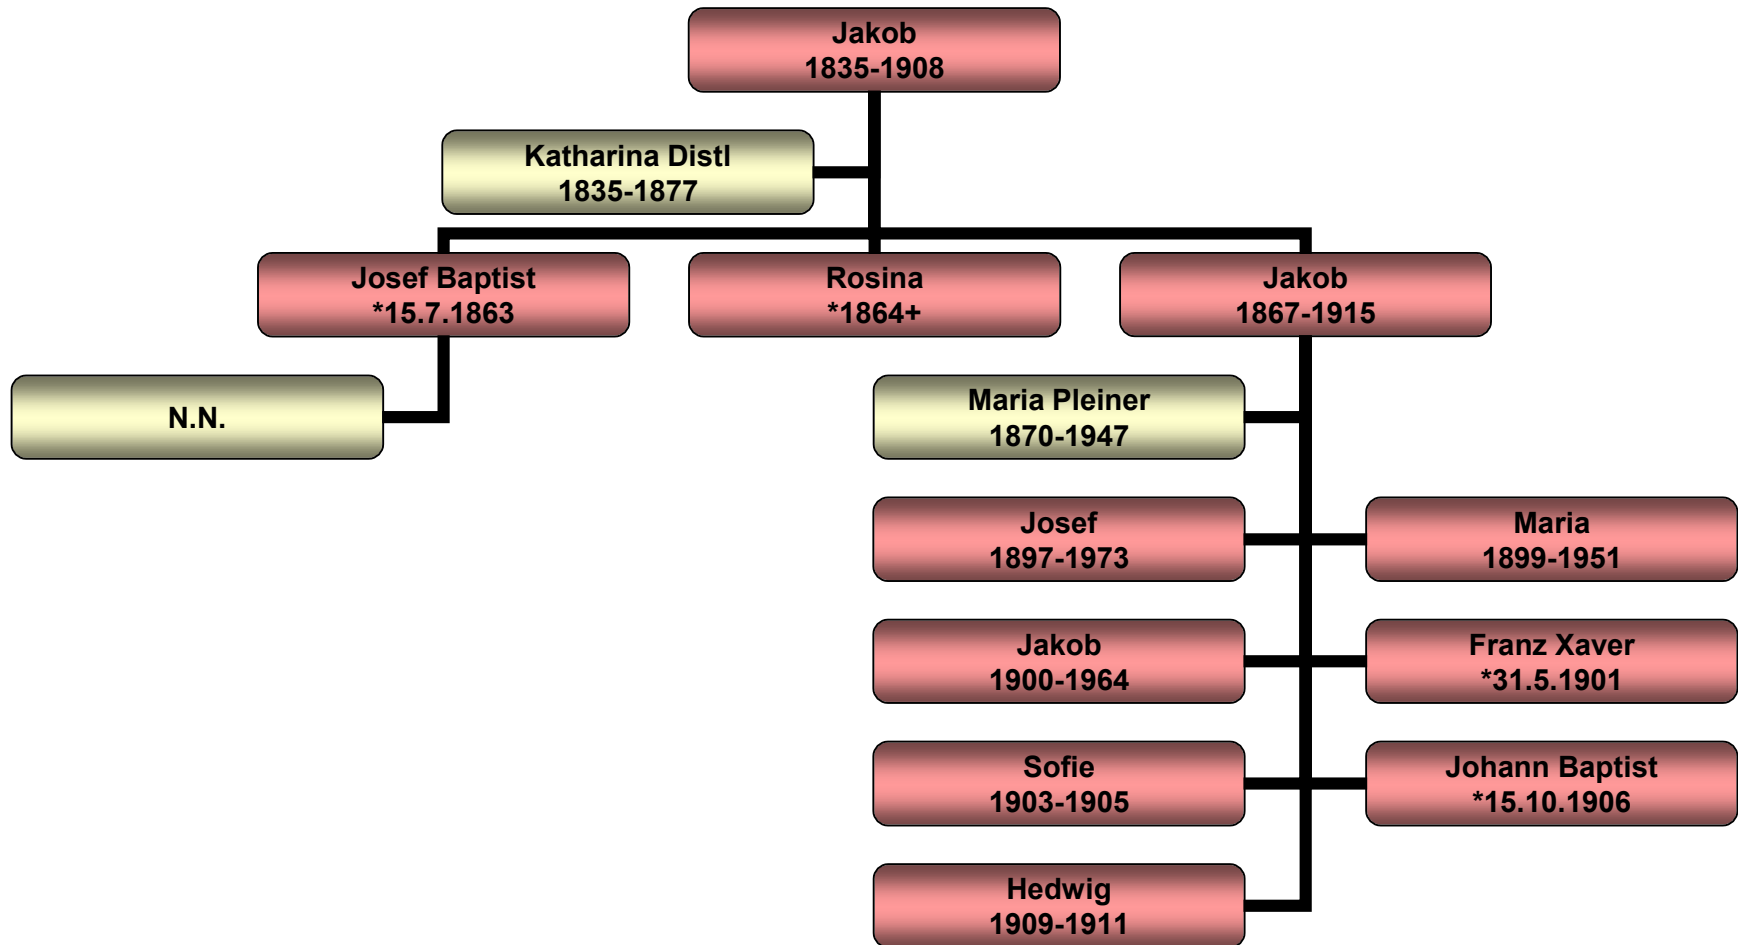 Jakob
1835-1908
Katharina Distl
1835-1877
Josef Baptist
*15.7.1863
Rosina
*1864+
Jakob
1867-1915
N.N.
Maria Pleiner
1870-1947
Josef
1897-1973
Maria
1899-1951
Jakob
1900-1964
Franz Xaver
*31.5.1901
Sofie
1903-1905
Johann Baptist
*15.10.1906
Hedwig
1909-1911